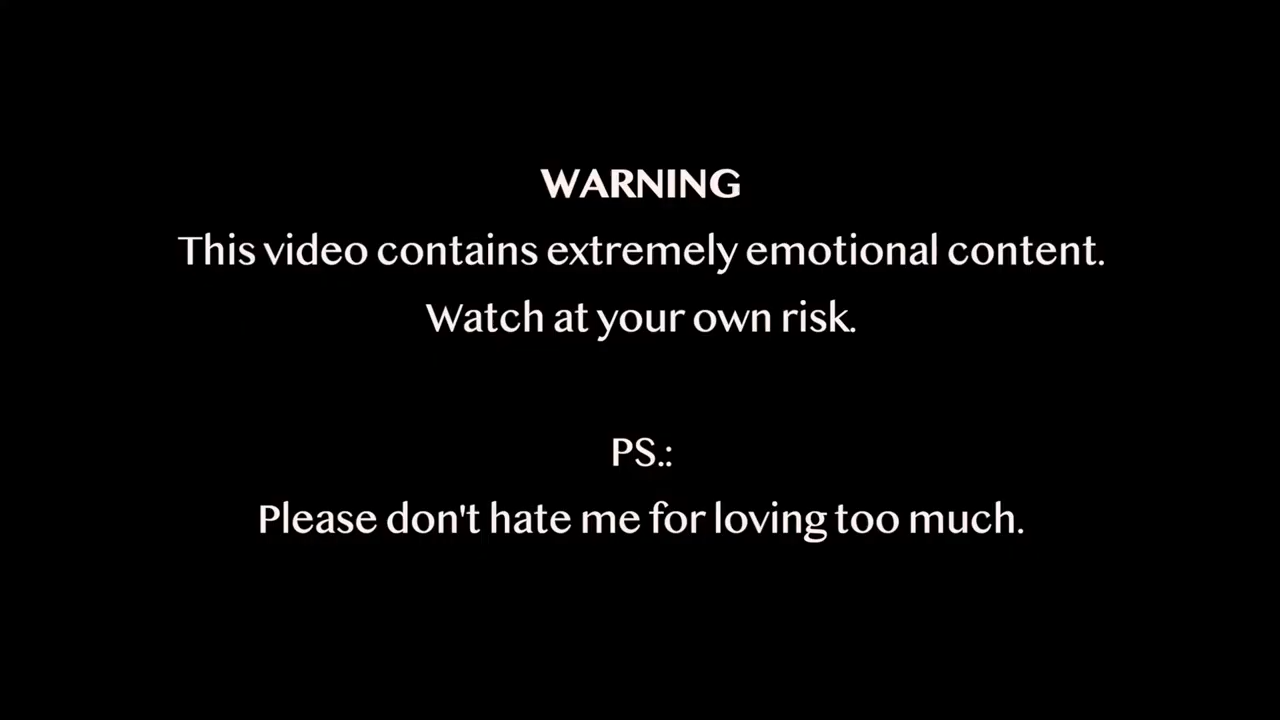 WARNING
This video contains extremely emotional content.
Watch at your own risk.
PS.:
Please don't hate me for loving too much.